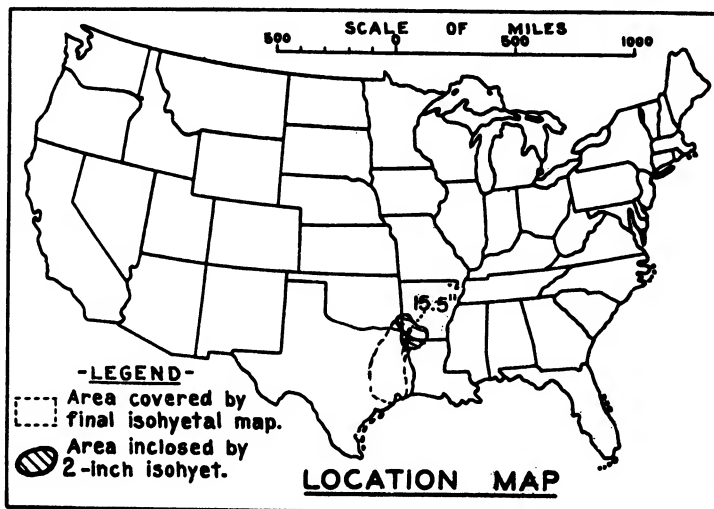 SCALE OF MILES
500 0 500 1000
15.5"
-LEGEND-
Area covered by
final isohyetal map.
Area inclosed by
2-inch isohyet.
LOCATION MAP